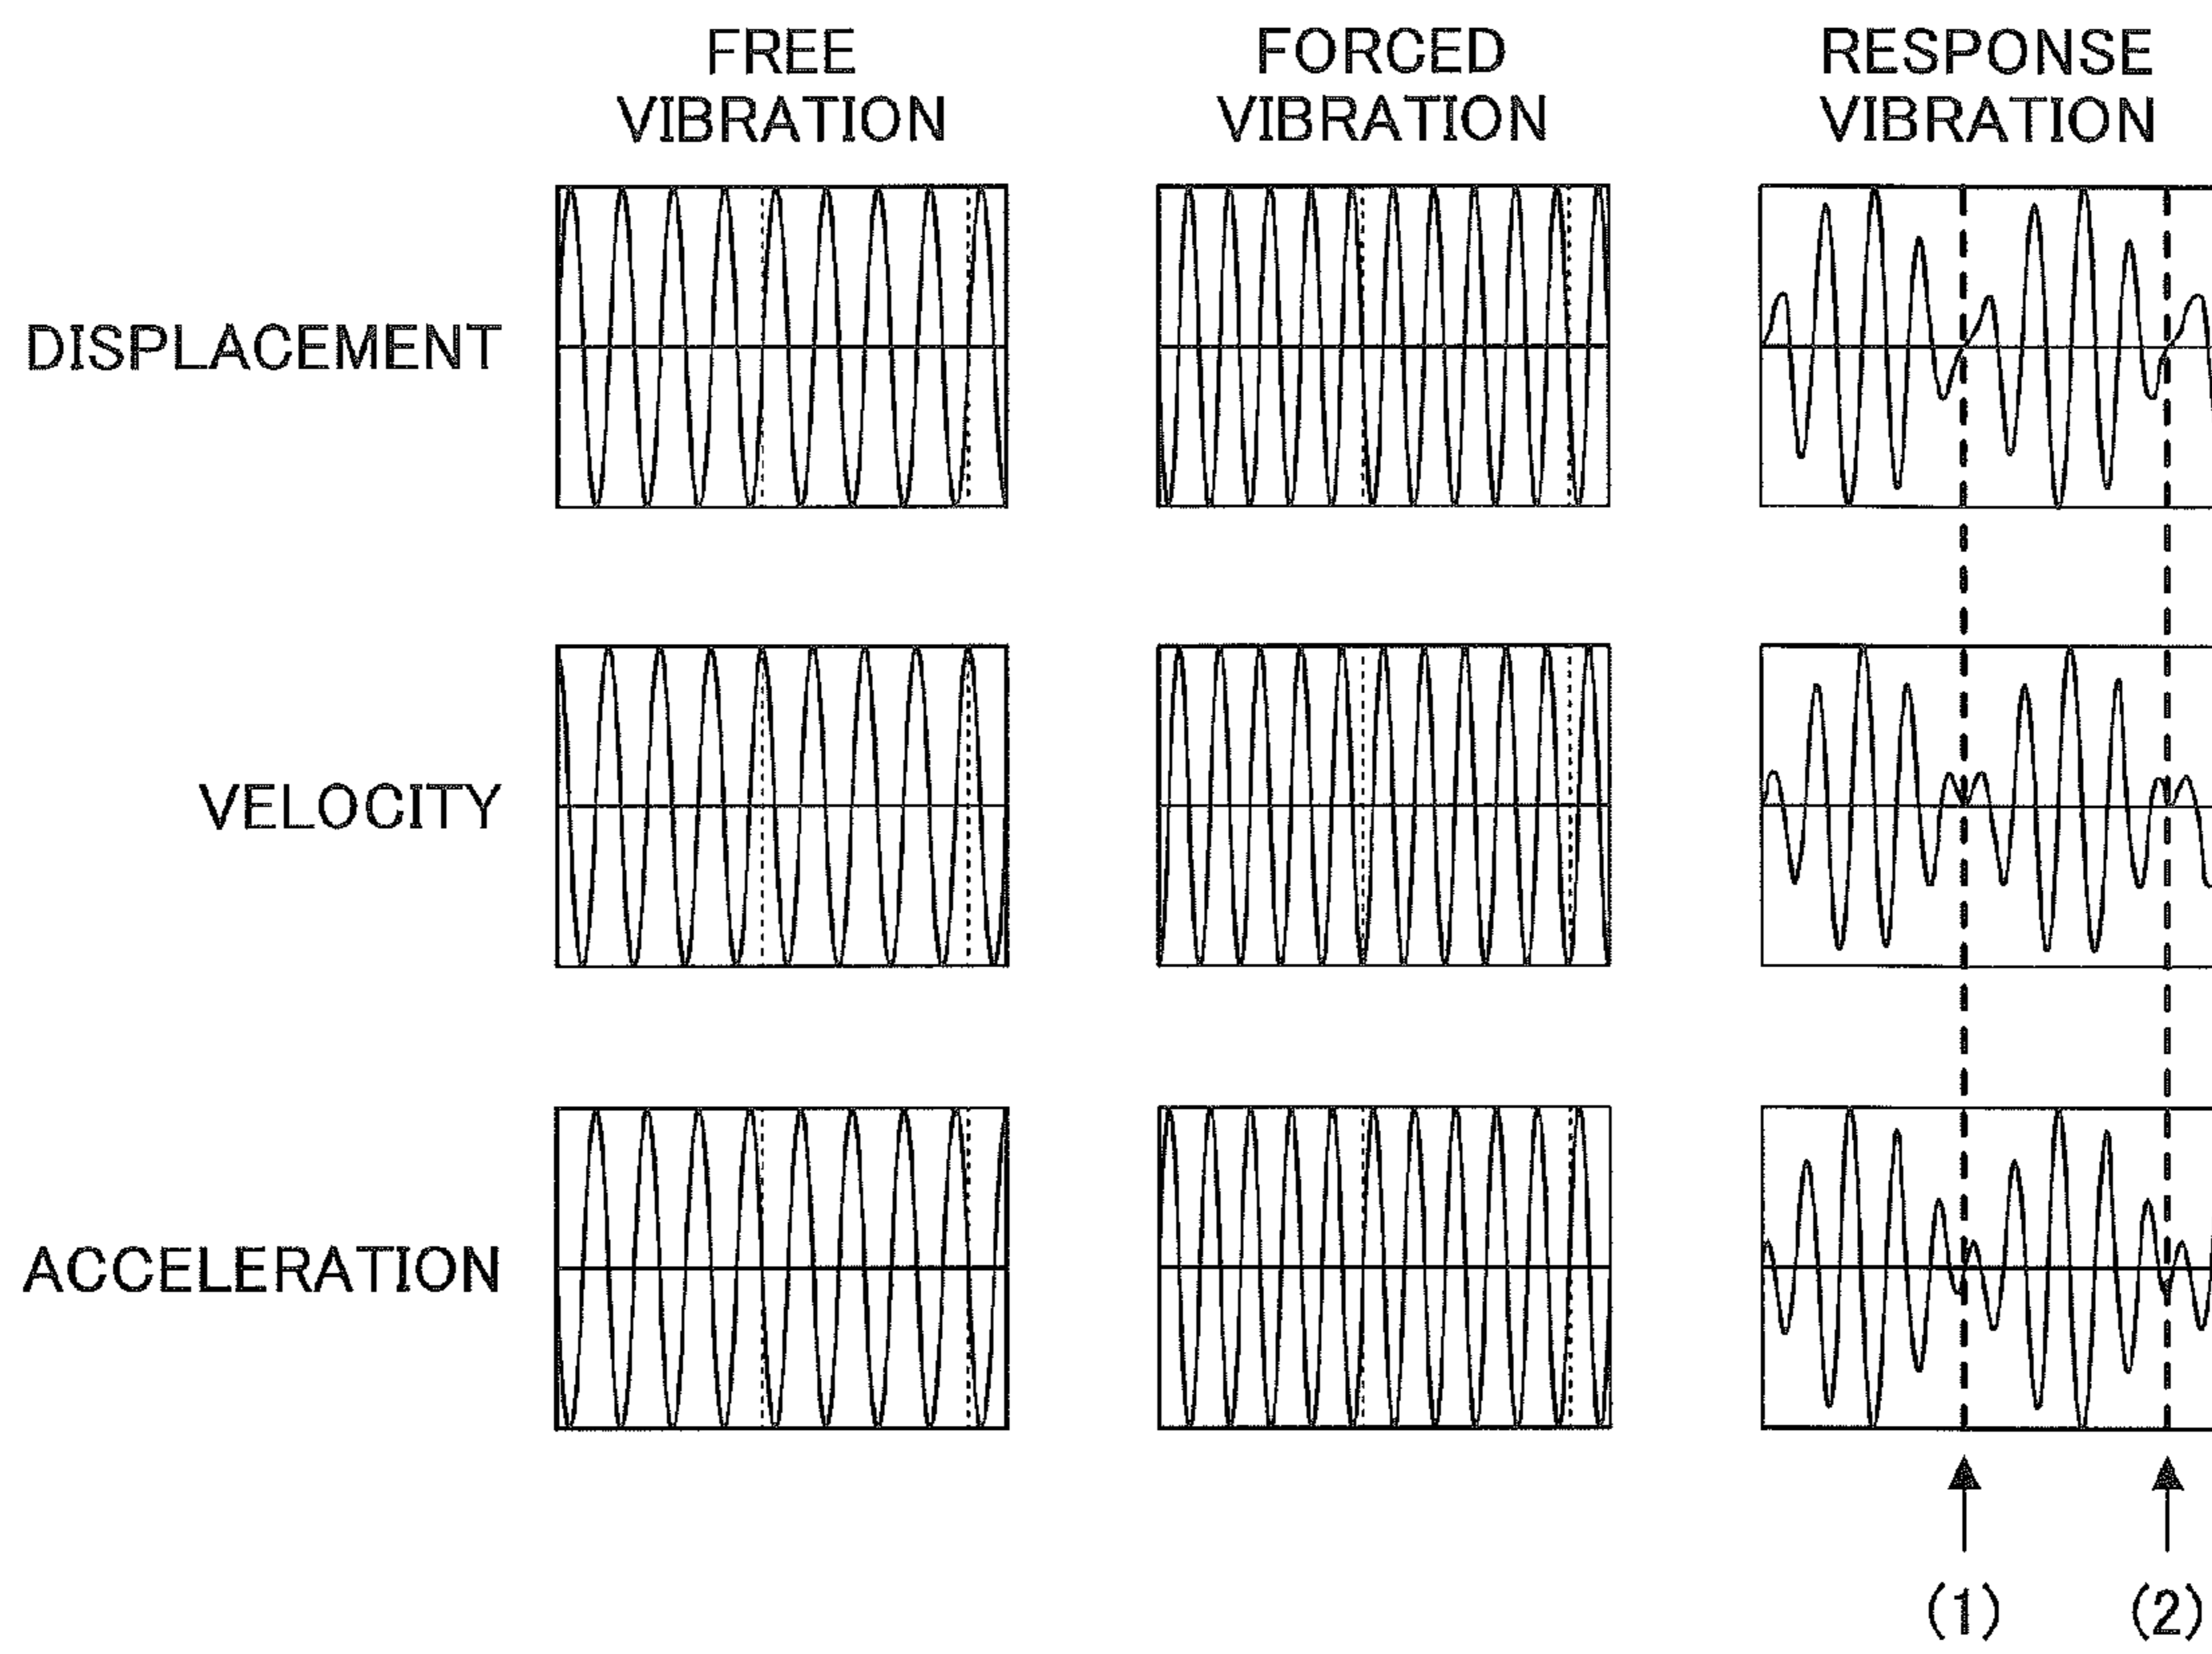 FREE
VIBRATION
FORCED
VIBRATION
RESPONSE
VIBRATION
DISPLACEMENT
VELOCITY
ACCELERATION
(1)
(2)